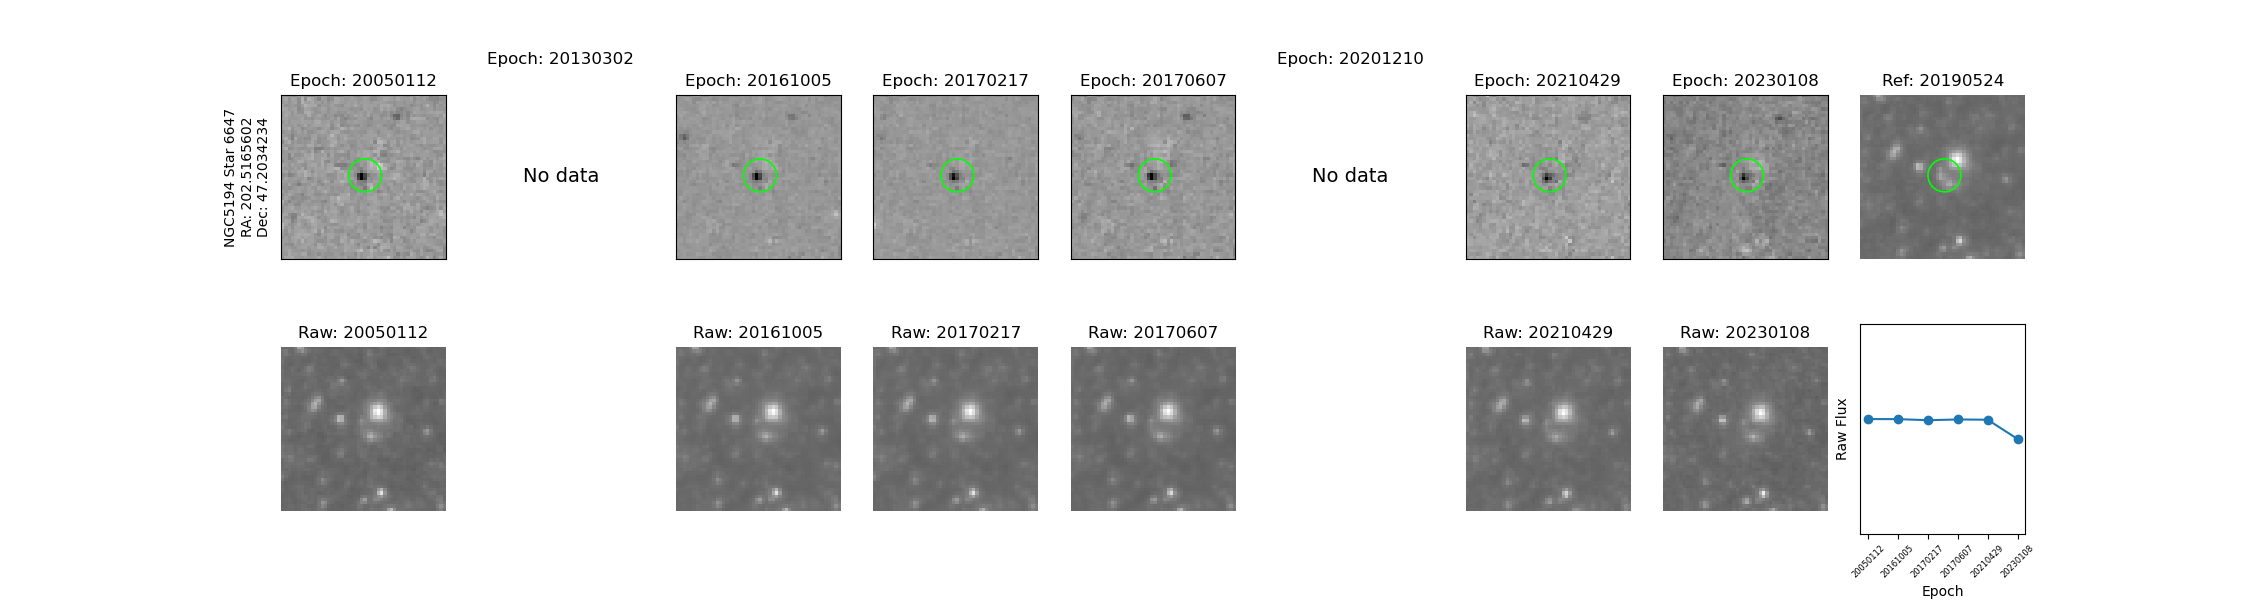 Epoch: 20130302
Epoch: 20201210
Epoch: 20050112
Epoch: 20161005
Epoch: 20170217
Epoch: 20170607
Epoch: 20210429
Epoch: 20230108
Ref: 20190524
NGC5194 Star 6647
RA: 202.5165602
Dec: 47.2034234
No data
No data
Raw: 20050112
Raw: 20161005
Raw: 20170217
Raw: 20170607
Raw: 20210429
Raw: 20230108
Raw Flux
20050112
20161005
20170217
20170607
20210429
20230108
Epoch